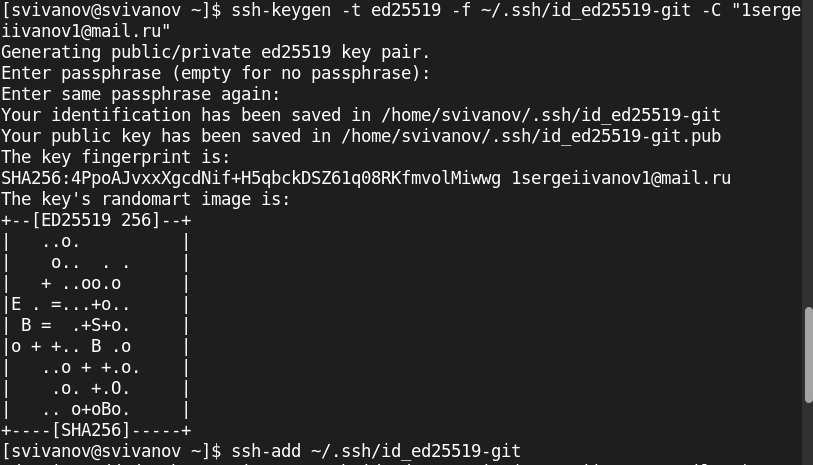 [svivanov@svivanov ~]$ ssh-keygen -t ed25519 -f ~/.ssh/id_ed25519-git -C "1serge
iivanov1@mail.ru"
Generating public/private ed25519 key pair.
Enter passphrase (empty for no passphrase):
Enter same passphrase again:
Your identification has been saved in /home/svivanov/.ssh/id_ed25519-git
Your public key has been saved in /home/svivanov/.ssh/id_ed25519-git.pub
The key fingerprint is:
SHA256:4PpoAJvxxXgcdNif+H5qbckDSZ61q08RKfmvolMiwwg 1sergeiivanov1@mail.ru
The key's randomart image is:
+--[ED25519 256]--+
|   ..o.          |
|    o..  . .     |
|   + ..oo.o      |
|E . =...+o..     |
| B =  .+S+o.     |
|o + +.. B .o     |
|   ..o + +.o.    |
|    .o. +.O.     |
|   .. o+oBo.     |
+----[SHA256]-----+
[svivanov@svivanov ~]$ ssh-add ~/.ssh/id_ed25519-git